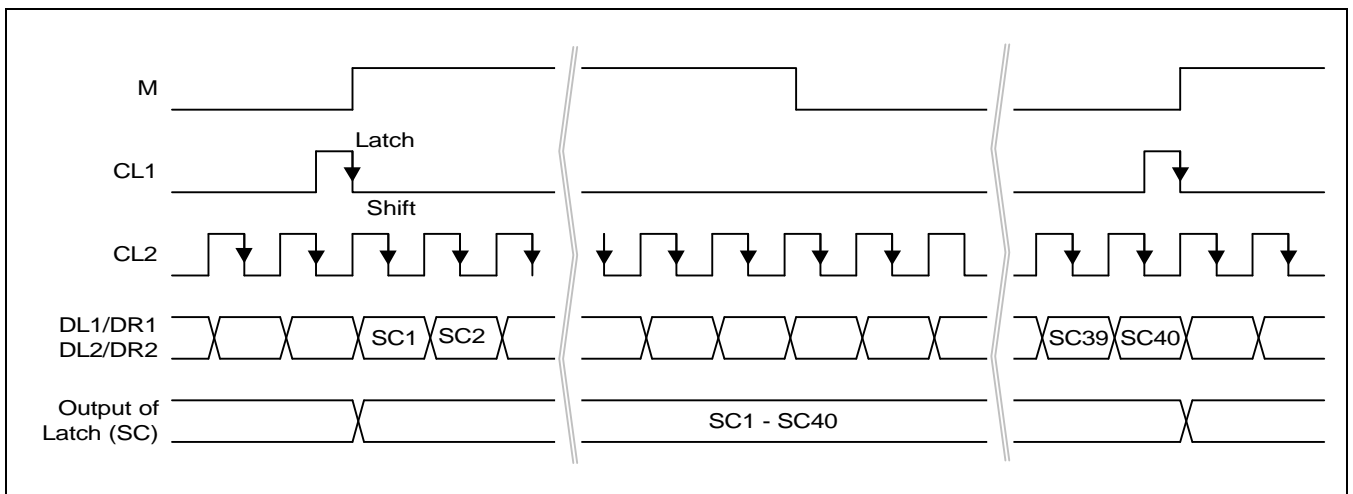 M
Latch
CL1
Shift
CL2
DL1/DR1
DL2/DR2
SC1
SC2
SC39
SC40
Output of
Latch (SC)
SC1 - SC40